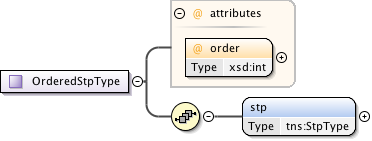 @ attributes
@ order
Type xsd:int
OrderedStpType
stp
Type tns:StpType